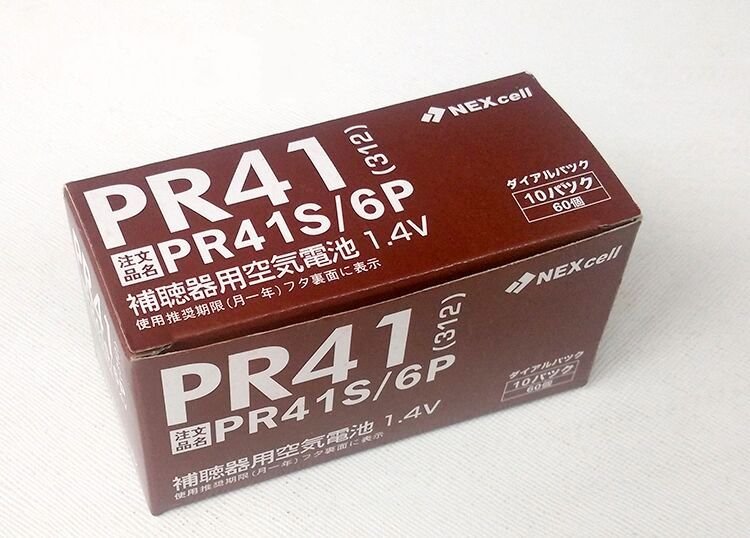 NEXcell
PR41 (312)
注文品名 PR41S/6P
補聴器用空気電池 1.4V
使用推奨期限(月一年)フタ裏面に表示
ダイアルパック
10パック
60個
NEXcell
PR41 (312)
注文品名 PR41S/6P
補聴器用空気電池 1.4V
使用推奨期限(月一年)フタ裏面に表示
ダイアルパック
10パック
60個